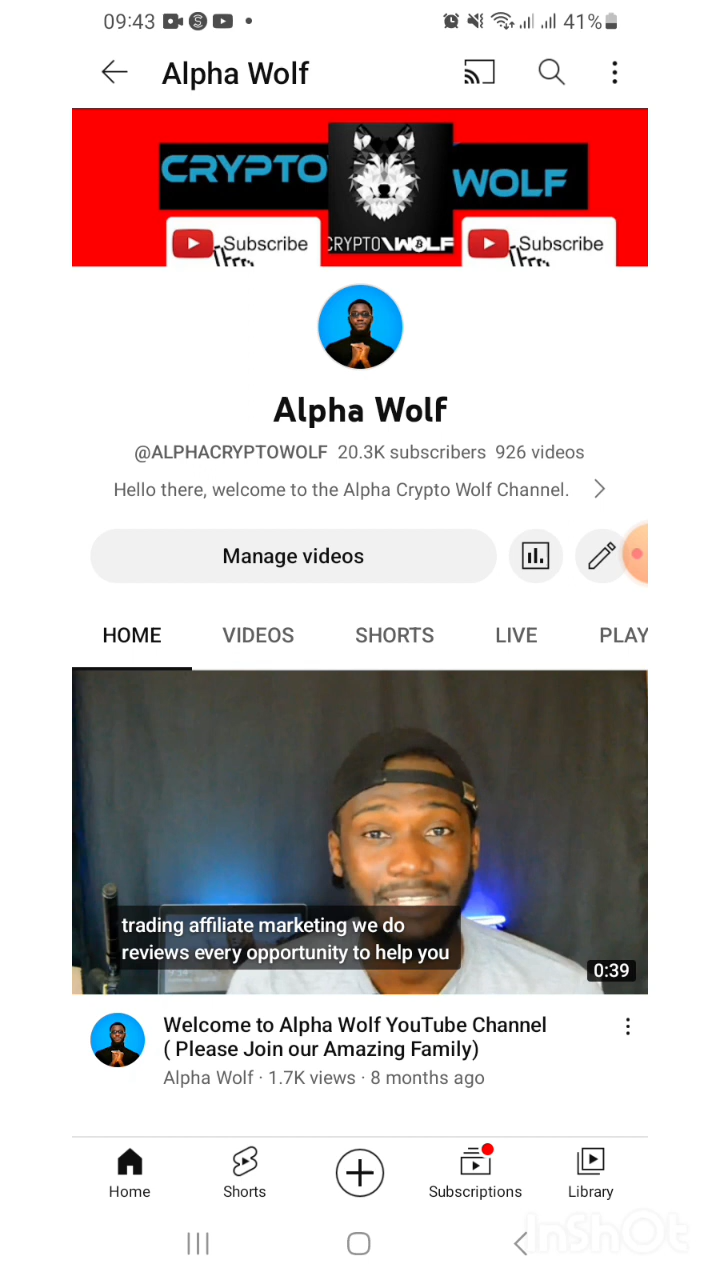 09:43
41%
Alpha Wolf
CRYPTO
WOLF
Subscribe
CRYPTO WOLF
Subscribe
Alpha Wolf
@ALPHACRYPTOWOLF 20.3K subscribers 926 videos
Hello there, welcome to the Alpha Crypto Wolf Channel.
Manage videos
HOME VIDEOS SHORTS LIVE PLAY
trading affiliate marketing we do
reviews every opportunity to help you
0:39
Welcome to Alpha Wolf YouTube Channel
( Please Join our Amazing Family)
Alpha Wolf · 1.7K views · 8 months ago
Home Shorts Subscriptions Library
InShOt